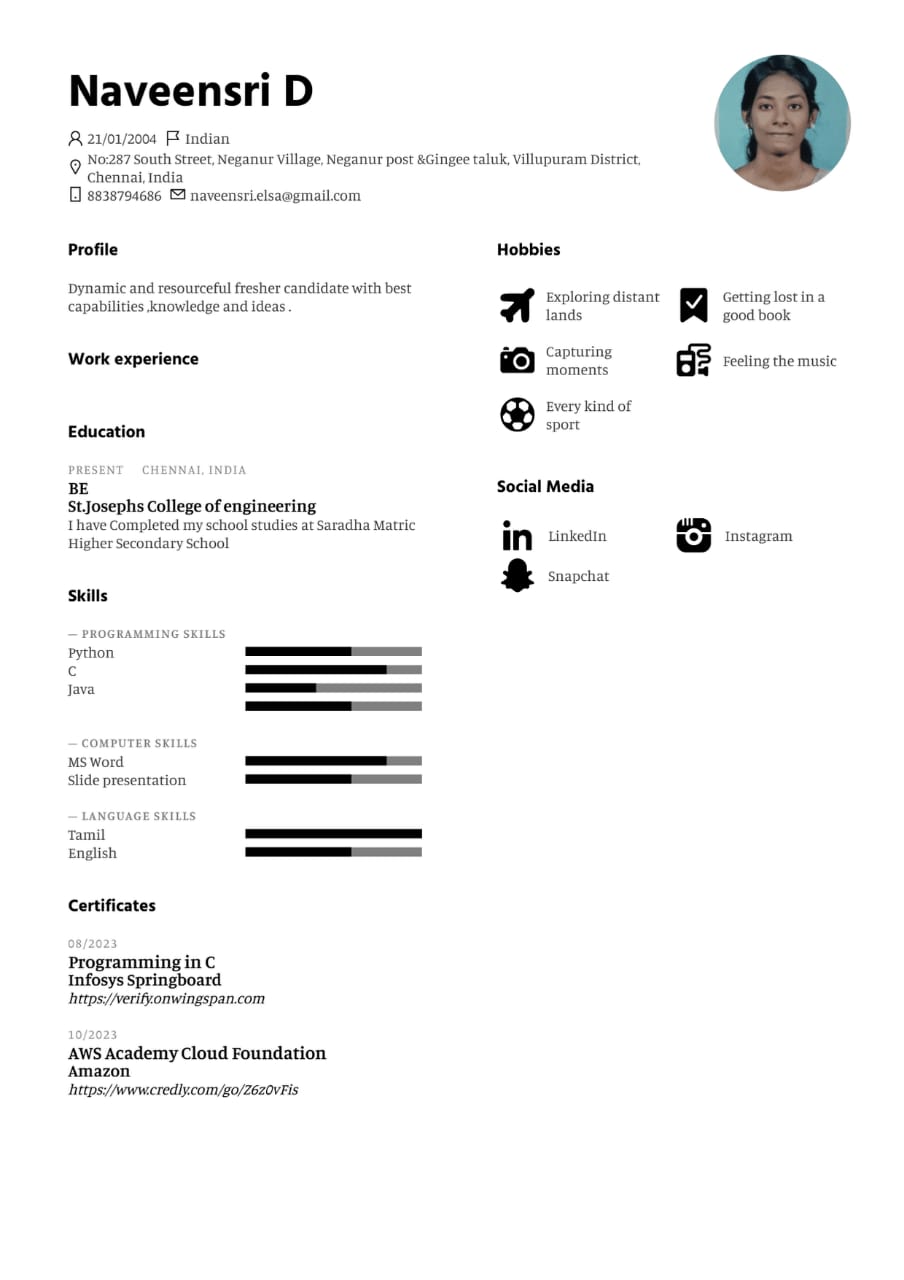 Naveensri D
21/01/2004 Indian
No:287 South Street, Neganur Village, Neganur post &Gingee taluk, Villupuram District,
Chennai, India
8838794686 naveensri.elsa@gmail.com
Profile
Dynamic and resourceful fresher candidate with best
capabilities ,knowledge and ideas .
Work experience
Education
PRESENT CHENNAI, INDIA
BE
St.Josephs College of engineering
I have Completed my school studies at Saradha Matric
Higher Secondary School
Skills
— PROGRAMMING SKILLS
Python
C
Java
— COMPUTER SKILLS
MS Word
Slide presentation
— LANGUAGE SKILLS
Tamil
English
Certificates
08/2023
Programming in C
Infosys Springboard
https://verify.onwingspan.com
10/2023
AWS Academy Cloud Foundation
Amazon
https://www.credly.com/go/Z6z0vFis
Hobbies
Exploring distant
lands
Getting lost in a
good book
Capturing
moments
Feeling the music
Every kind of
sport
Social Media
LinkedIn
Instagram
Snapchat